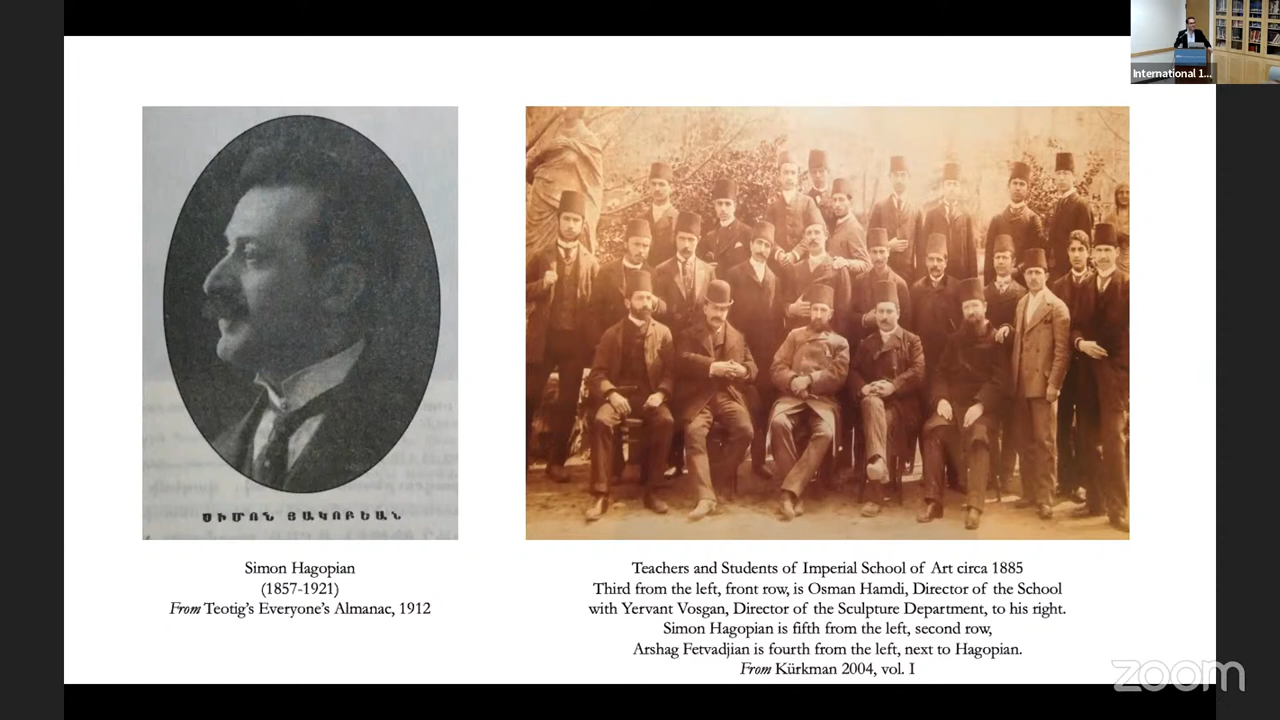 International 1...
ՍԻՄՈՆ ՅԱԿՈԲԵԱՆ
Simon Hagopian
(1857-1921)
From Teotig's Everyone's Almanac, 1912
Teachers and Students of Imperial School of Art circa 1885
Third from the left, front row, is Osman Hamdi, Director of the School
with Yervant Vosgan, Director of the Sculpture Department, to his right.
Simon Hagopian is fifth from the left, second row,
Arshag Fetvadjian is fourth from the left, next to Hagopian.
From Kürkman 2004, vol. I
zoom